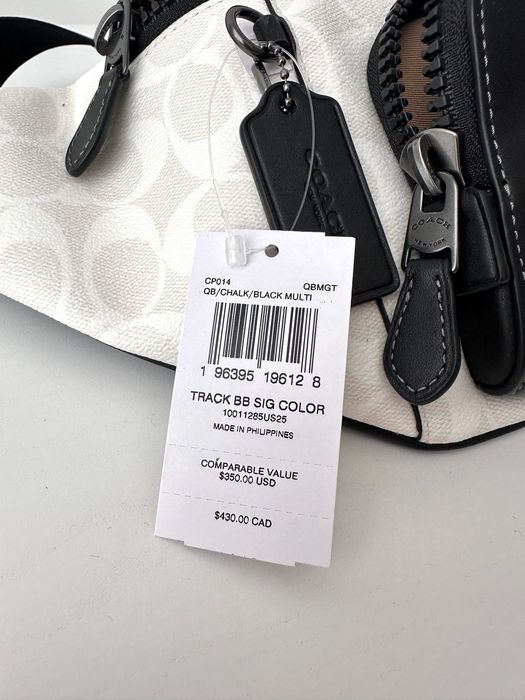 COACH
COACH
NEW YORK
CP014 QBMGT
QB/CHALK/BLACK MULTI
1 96395 19612 8
TRACK BB SIG COLOR
10011285US25
MADE IN PHILIPPINES
COMPARABLE VALUE
$350.00 USD
$430.00 CAD